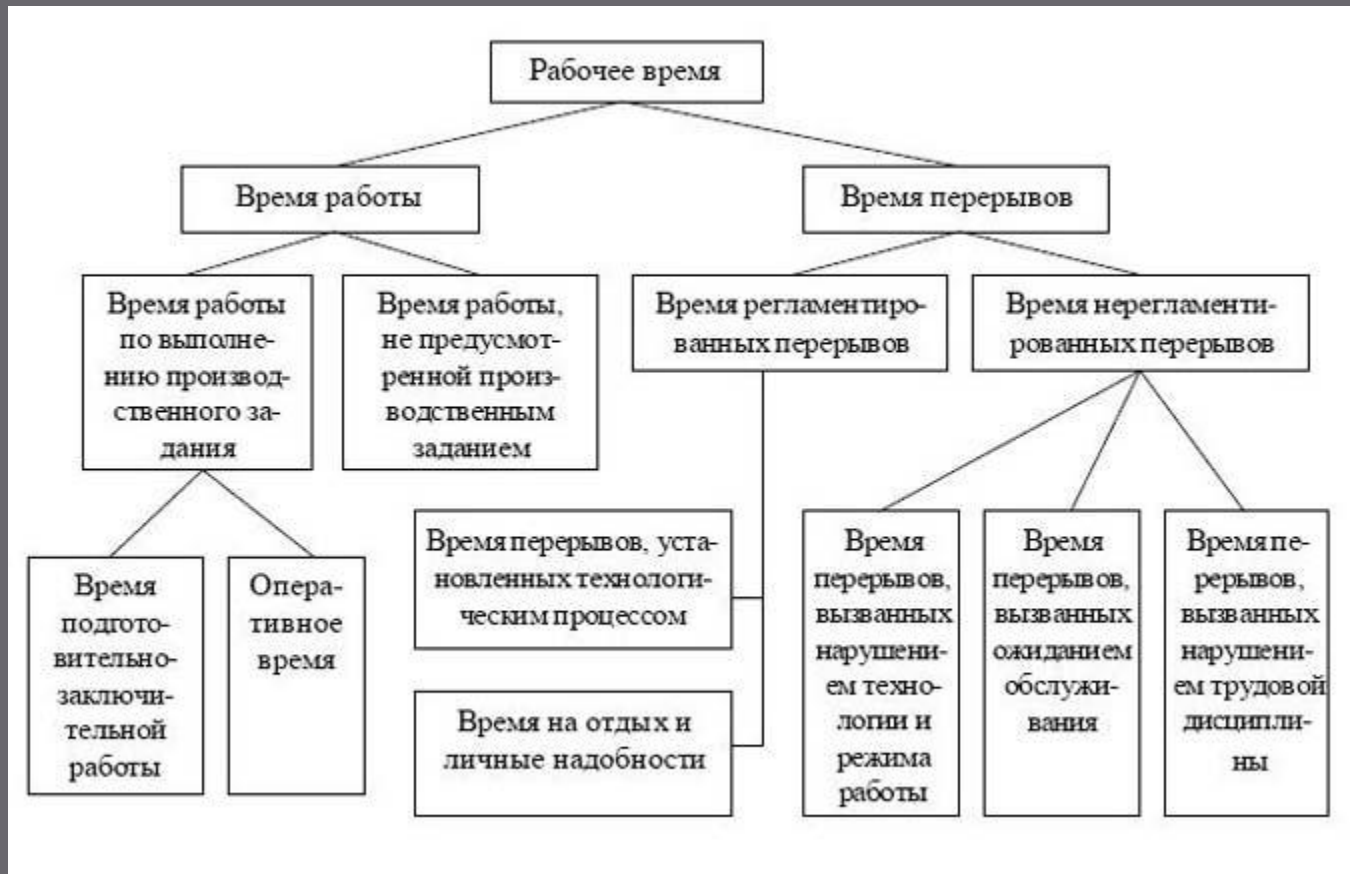 Рабочее время
Время работы
Время перерывов
Время работы
по выполне-
нию производ-
ственного за-
дания
Время работы,
не предусмот-
ренной произ-
водственным
заданием
Время регламентиро-
ванных перерывов
Время нерегламенти-
рованных перерывов
Время
подгото-
вительно-
заключи-
тельной
работы
Опера-
тивное
время
Время перерывов, уста-
новленных технологи-
ческим процессом
Время на отдых и
личные надобности
Время
перерывов,
вызванных
нарушени-
ем техно-
логии и
режима
работы
Время
перерывов,
вызванных
ожиданием
обслужи-
вания
Время пе-
рерывов,
вызванных
нарушени-
ем трудовой
дисципли-
ны